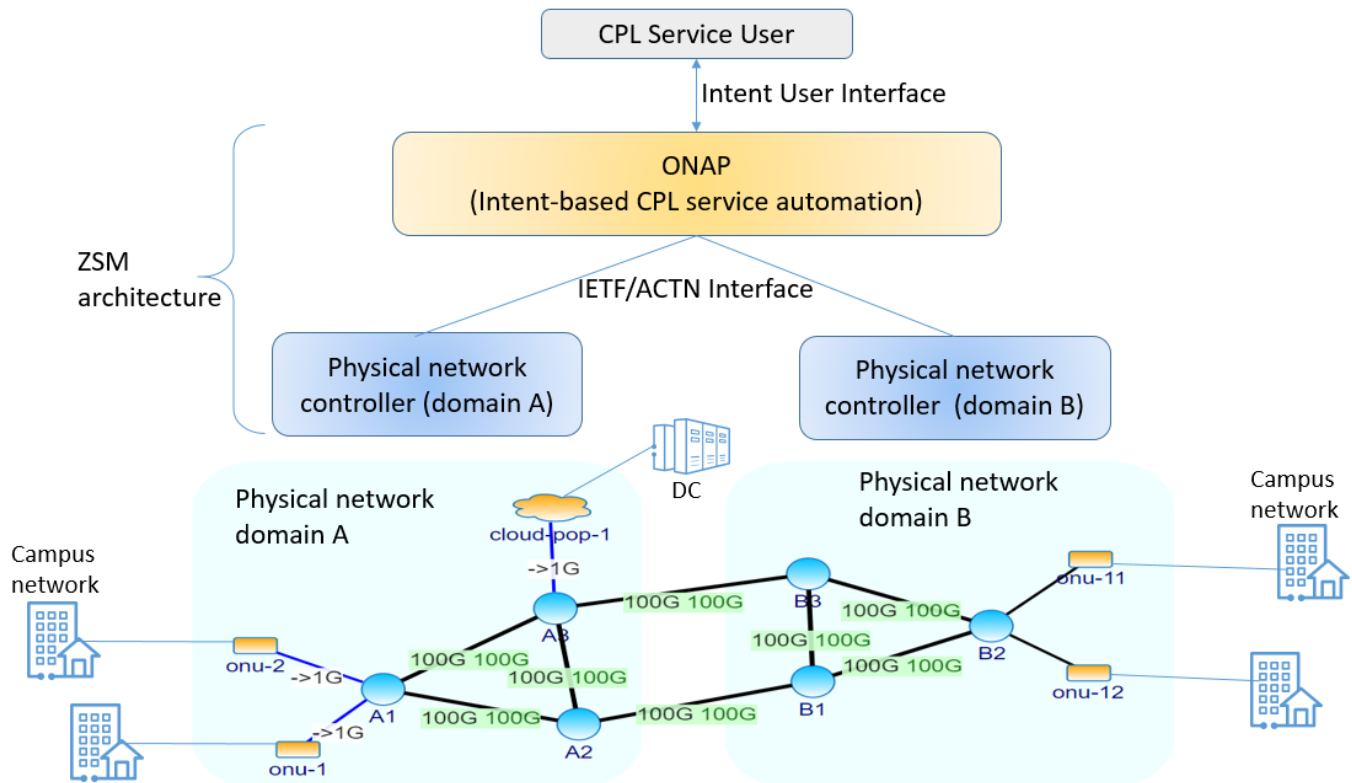 CPL Service User
Intent User Interface
ONAP
(Intent-based CPL service automation)
ZSM
architecture
IETF/ACTN Interface
Physical network
controller (domain A)
Physical network
controller (domain B)
DC
Physical network
domain A
Physical network
domain B
Campus
network
Campus
network
cloud-pop-1
->1G
onu-11
B3
100G 100G
100G 100G
A3
100G 100G
B2
onu-2
->1G
100G 100G
100G 100G
100G 100G
onu-12
B1
A1
100G 100G
100G 100G
->1G
A2
onu-1